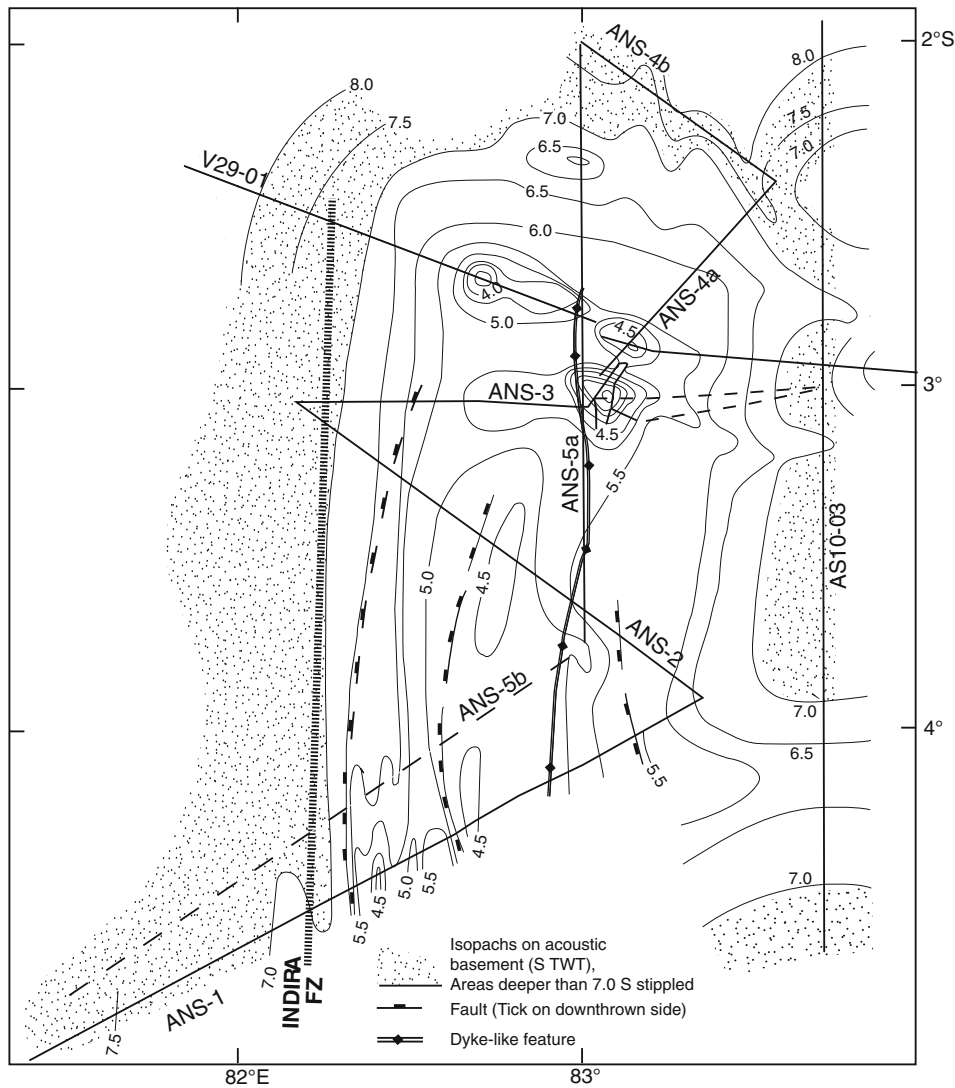 2°S
ANS-4b
8.0
8.0
7.5
7.0
7.5
7.0
6.5
V29-01
6.5
6.0
ANS-4a
4.0
5.0
4.5
ANS-3
3°
4.5
ANS-5a
5.5
AS10-03
5.0
4.5
ANS-2
ANS-5b
7.0
4°
6.5
5.5
4.5
5.0
5.5
4.5
5.5
7.0
7.0
INDIRA
FZ
ANS-1
7.5
Isopachs on acoustic
basement (S TWT),
Areas deeper than 7.0 S stippled
Fault (Tick on downthrown side)
Dyke-like feature
82°E
83°